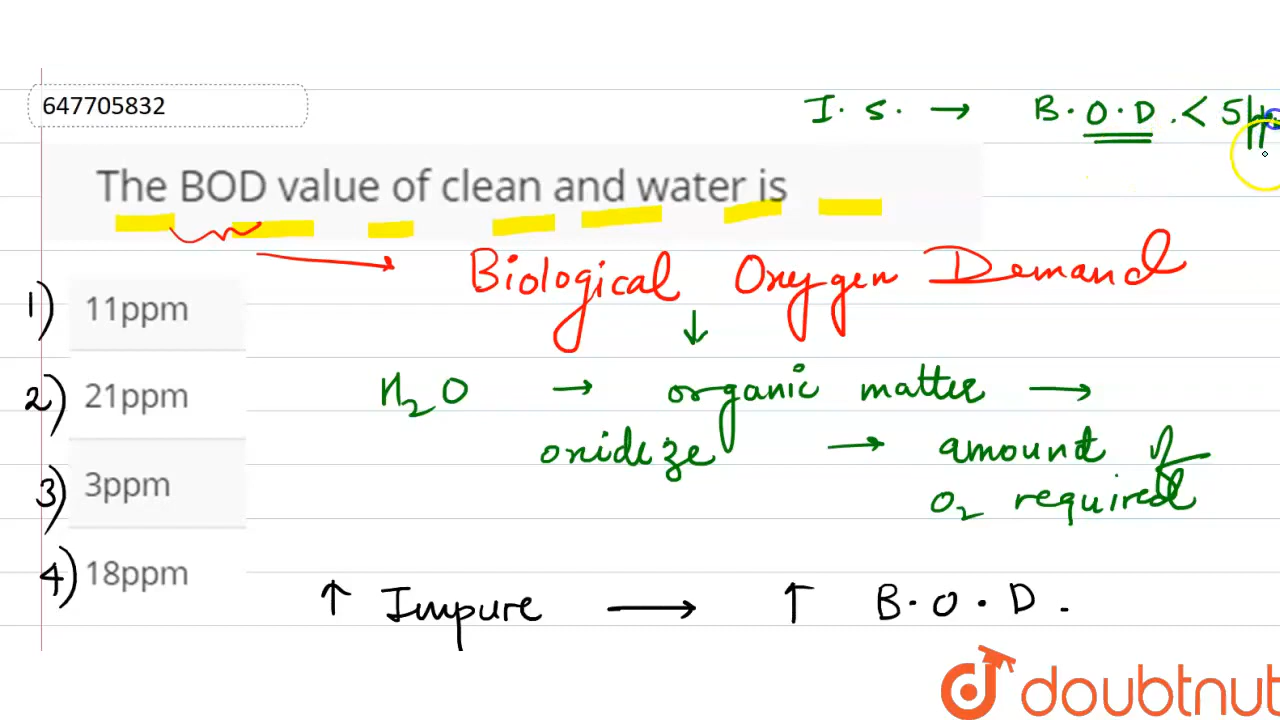 647705832
I. S. → B.O.D. < 5
The BOD value of clean and water is
→ Biological Oxygen Demand
↓
1) 11ppm
H₂O → organic matter →
2) 21ppm
oxidize → amount of
3) 3ppm
O₂ required
4) 18ppm
↑ Impure → ↑ B.O.D.
doubtnut